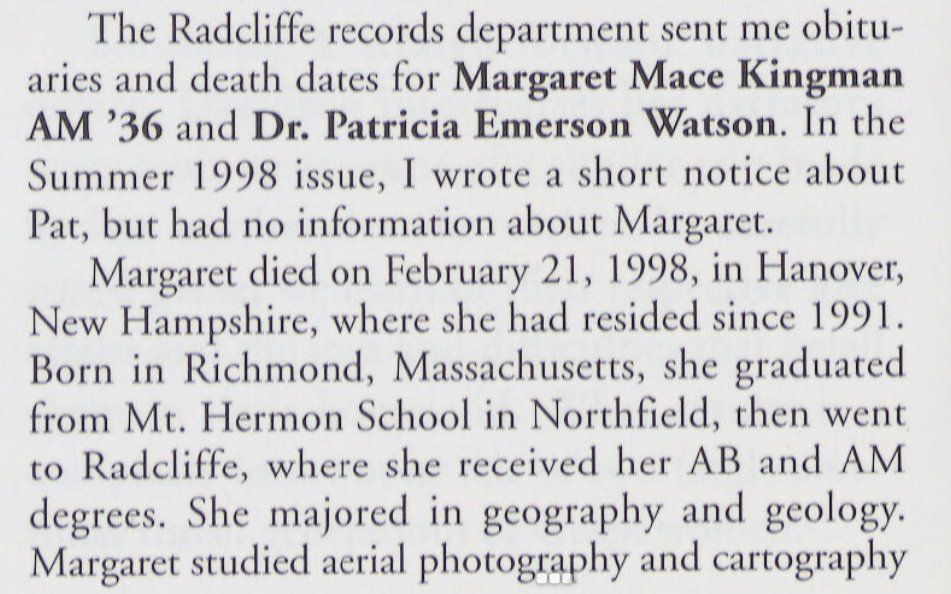 The Radcliffe records department sent me obitu-
aries and death dates for Margaret Mace Kingman
AM ’36 and Dr. Patricia Emerson Watson. In the
Summer 1998 issue, I wrote a short notice about
Pat, but had no information about Margaret.
Margaret died on February 21, 1998, in Hanover,
New Hampshire, where she had resided since 1991.
Born in Richmond, Massachusetts, she graduated
from Mt. Hermon School in Northfield, then went
to Radcliffe, where she received her AB and AM
degrees. She majored in geography and geology.
Margaret studied aerial photography and cartography